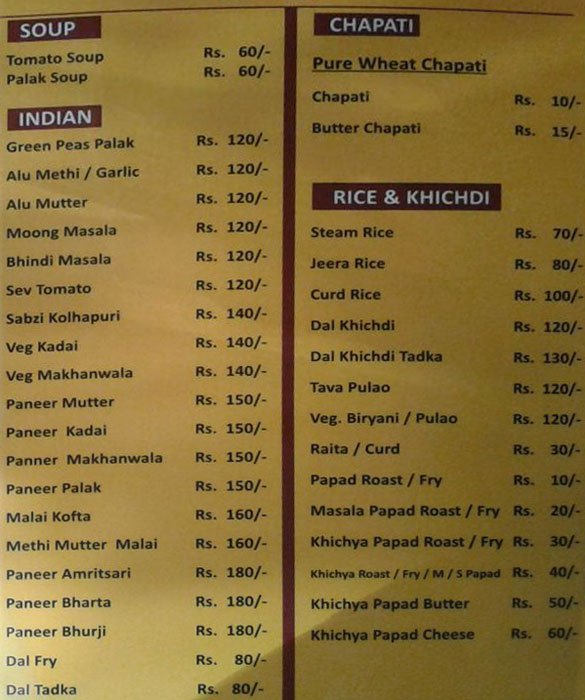 SOUP
Tomato Soup Rs. 60/-
Palak Soup Rs. 60/-
INDIAN
Green Peas Palak Rs. 120/-
Alu Methi / Garlic Rs. 120/-
Alu Mutter Rs. 120/-
Moong Masala Rs. 120/-
Bhindi Masala Rs. 120/-
Sev Tomato Rs. 120/-
Sabzi Kolhapuri Rs. 140/-
Veg Kadai Rs. 140/-
Veg Makhanwala Rs. 140/-
Paneer Mutter Rs. 150/-
Paneer Kadai Rs. 150/-
Panner Makhanwala Rs. 150/-
Paneer Palak Rs. 150/-
Malai Kofta Rs. 160/-
Methi Mutter Malai Rs. 160/-
Paneer Amritsari Rs. 180/-
Paneer Bharta Rs. 180/-
Paneer Bhurji Rs. 180/-
Dal Fry Rs. 80/-
Dal Tadka Rs. 80/-
CHAPATI
Pure Wheat Chapati
Chapati Rs. 10/-
Butter Chapati Rs. 15/-
RICE & KHICHDI
Steam Rice Rs. 70/-
Jeera Rice Rs. 80/-
Curd Rice Rs. 100/-
Dal Khichdi Rs. 120/-
Dal Khichdi Tadka Rs. 130/-
Tava Pulao Rs. 120/-
Veg. Biryani / Pulao Rs. 120/-
Raita / Curd Rs. 30/-
Papad Roast / Fry Rs. 10/-
Masala Papad Roast / Fry Rs. 20/-
Khichya Papad Roast / Fry Rs. 30/-
Khichya Roast / Fry / M / S Papad Rs. 40/-
Khichya Papad Butter Rs. 50/-
Khichya Papad Cheese Rs. 60/-